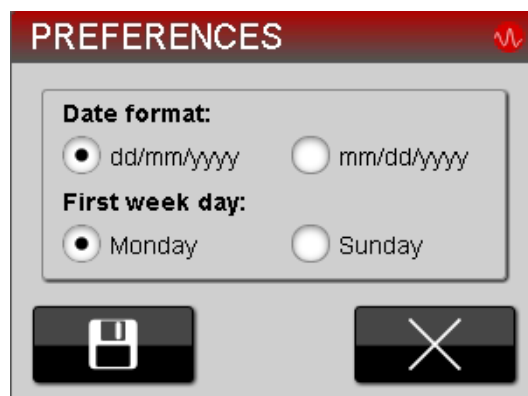 PREFERENCES
Date format:
dd/mm/yyyy mm/dd/yyyy
First week day:
Monday Sunday